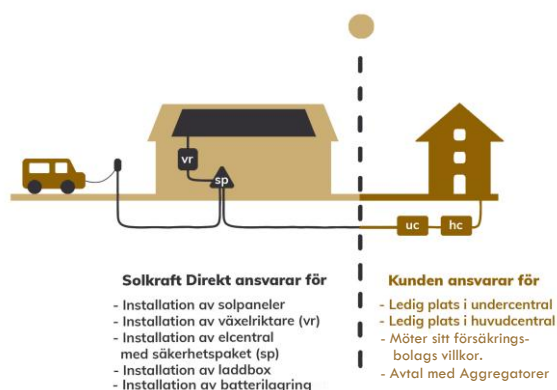 vr
sp
uc
hc
Solkraft Direkt ansvarar för
- Installation av solpaneler
- Installation av växelriktare (vr)
- Installation av elcentral
med säkerhetspaket (sp)
- Installation av laddbox
- Installation av batterilagring
Kunden ansvarar för
- Ledig plats i undercentral
- Ledig plats i huvudcentral
- Möter sitt försäkrings-
bolags villkor.
- Avtal med Aggregatorer